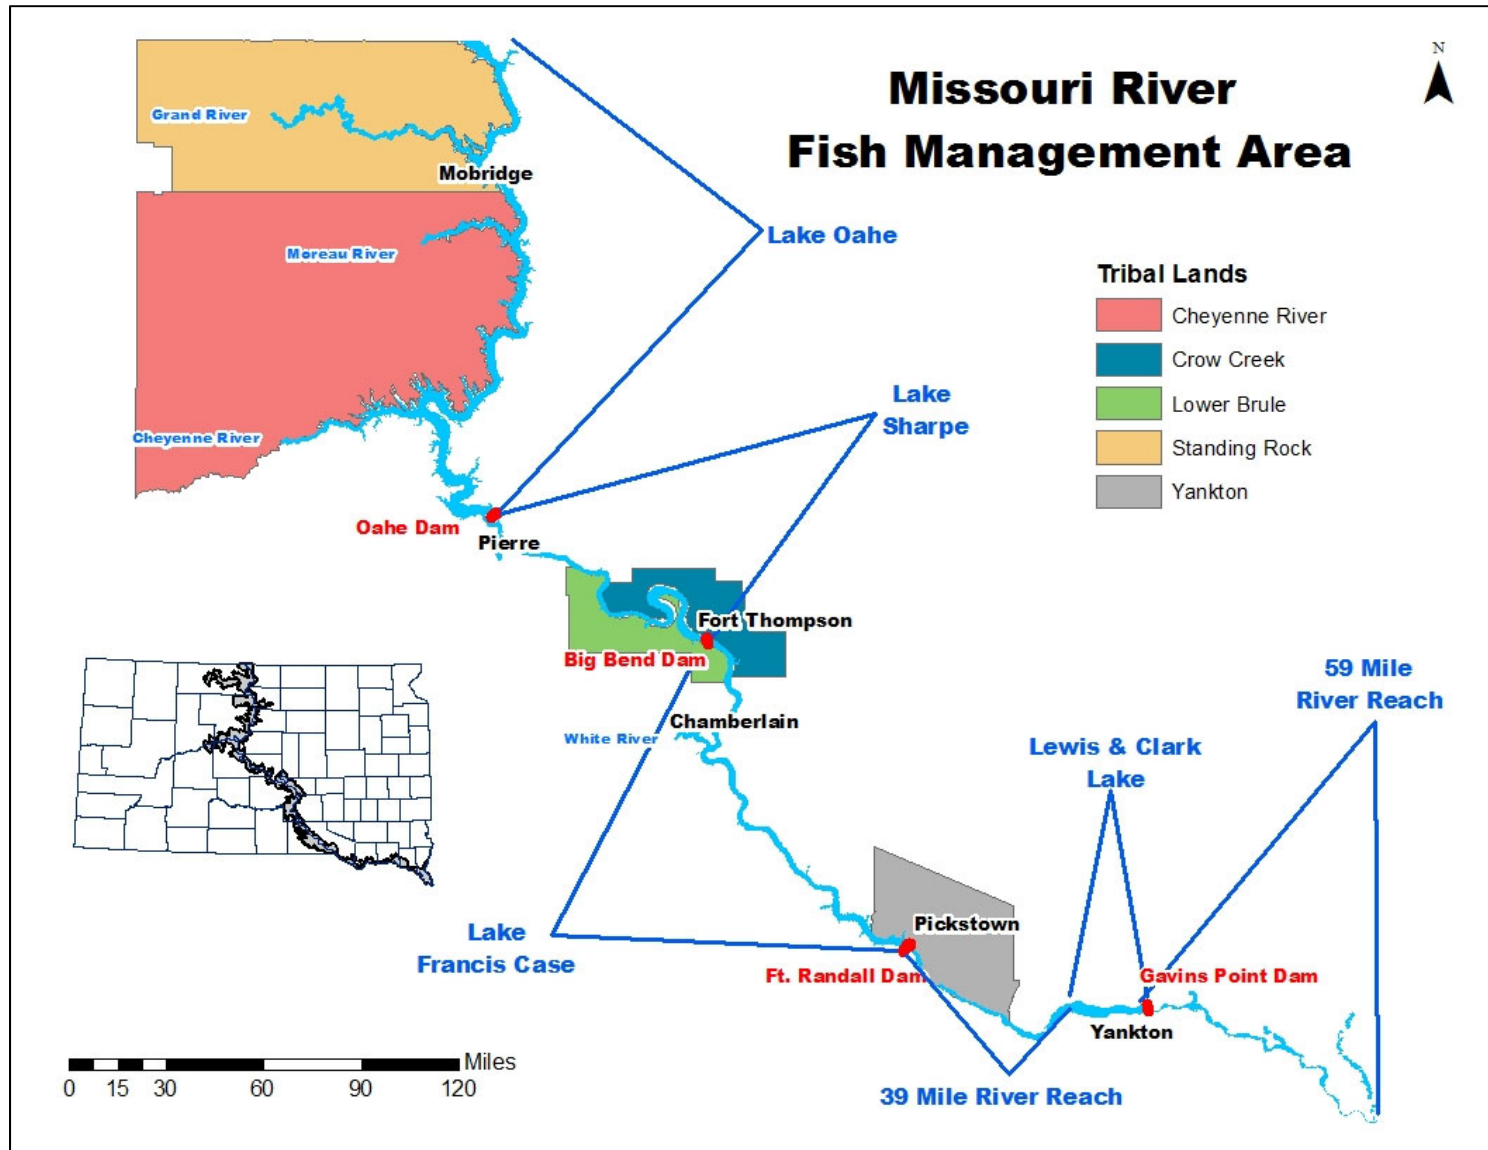 N
Missouri River
Fish Management Area
Grand River
Mobridge
Lake Oahe
Moreau River
Tribal Lands
Cheyenne River
Crow Creek
Lower Brule
Standing Rock
Yankton
Lake
Sharpe
Cheyenne River
Oahe Dam
Pierre
Fort Thompson
Big Bend Dam
59 Mile
River Reach
Chamberlain
White River
Lewis & Clark
Lake
Pickstown
Lake
Francis Case
Ft. Randall Dam
Gavins Point Dam
Yankton
39 Mile River Reach
Miles
0 15 30 60 90 120